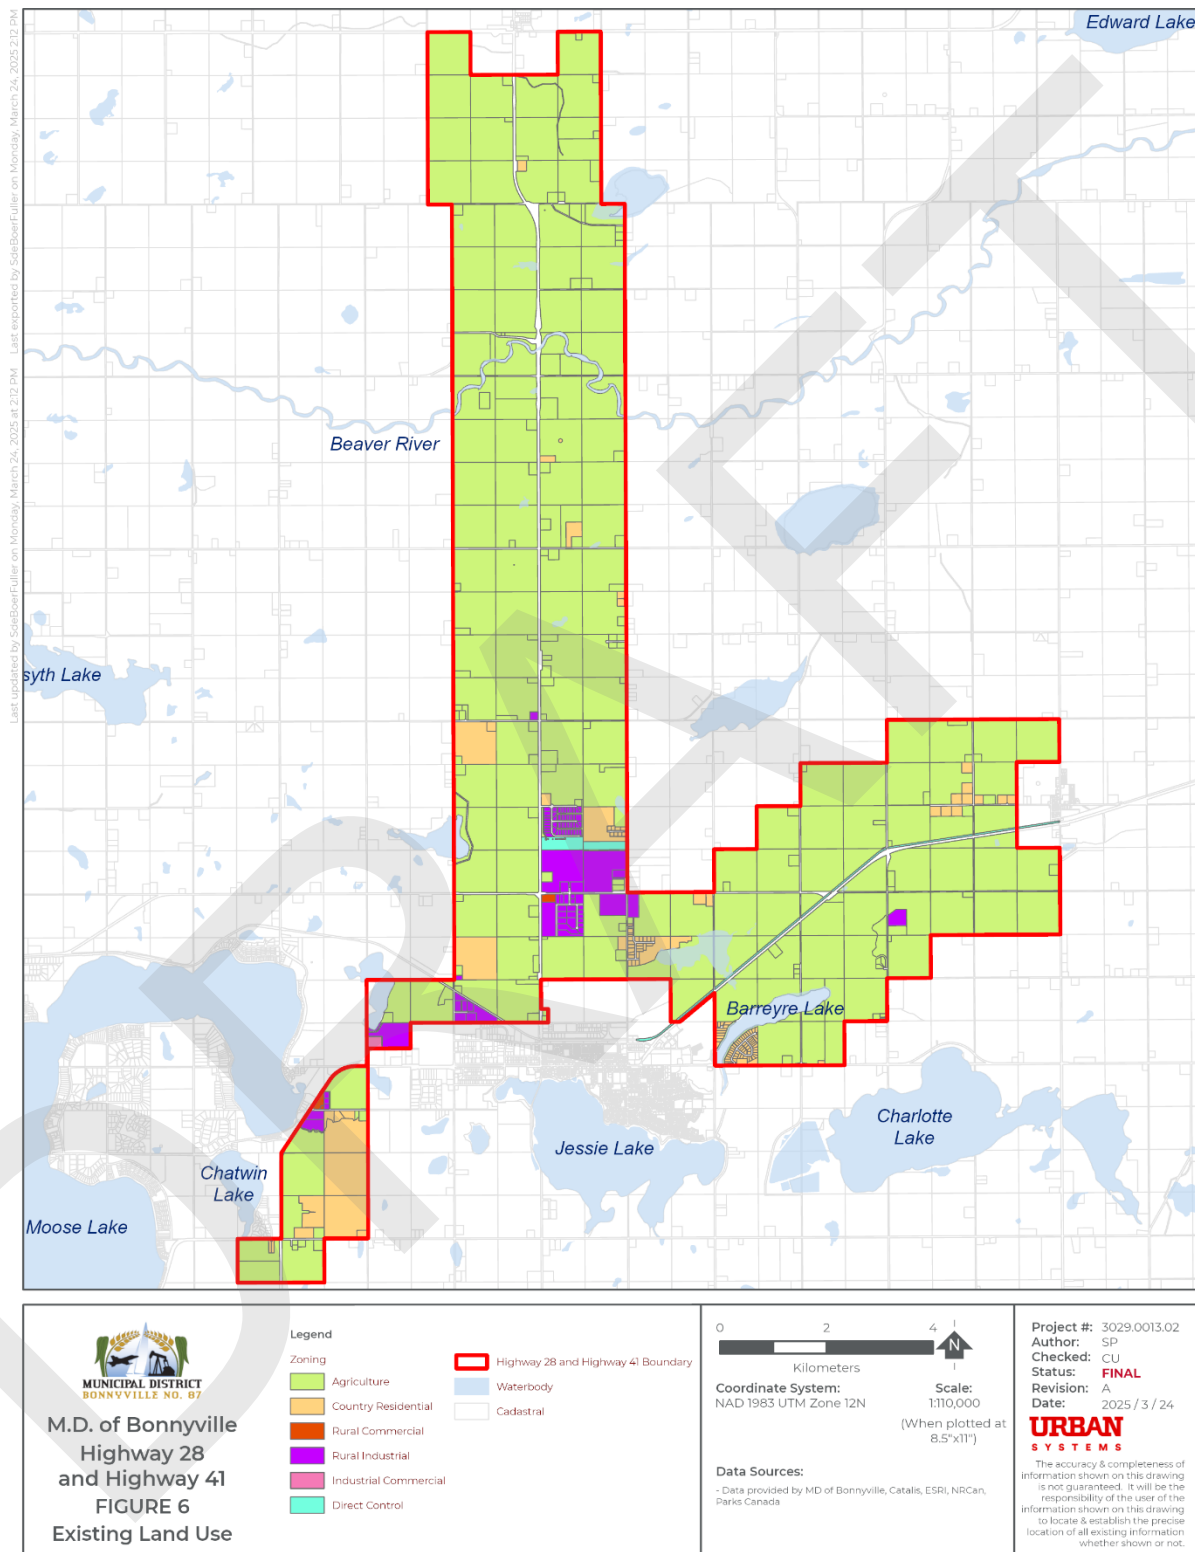 Last updated by SdeBoerFuller on Monday, March 24, 2025 at 2:12 PM Last exported by SdeBoerFuller on Monday, March 24, 2025 2:12 PM
DRAFT
Edward Lake
Beaver River
syth Lake
Barreyre Lake
Charlotte
Lake
Jessie Lake
Chatwin
Lake
Moose Lake
MUNICIPAL DISTRICT
BONNYVILLE NO. 87
M.D. of Bonnyville
Highway 28
and Highway 41
FIGURE 6
Existing Land Use
Legend
Zoning
Agriculture
Country Residential
Rural Commercial
Rural Industrial
Industrial Commercial
Direct Control
Highway 28 and Highway 41 Boundary
Waterbody
Cadastral
0 2 4
Kilometers
N
Coordinate System:
NAD 1983 UTM Zone 12N
Scale:
1:110,000
(When plotted at
8.5"x11")
Data Sources:
- Data provided by MD of Bonnyville, Catalis, ESRI, NRCan,
Parks Canada
Project #: 3029.0013.02
Author: SP
Checked: CU
Status: FINAL
Revision: A
Date: 2025 / 3 / 24
URBAN
SYSTEMS
The accuracy & completeness of
information shown on this drawing
is not guaranteed. It will be the
responsibility of the user of the
information shown on this drawing
to locate & establish the precise
location of all existing information
whether shown or not.